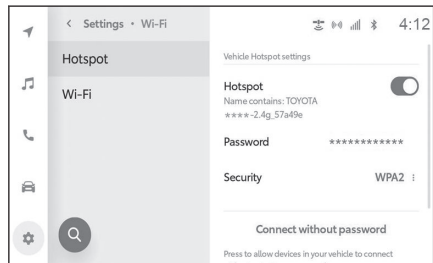 < Settings • Wi-Fi
4:12
Hotspot
Wi-Fi
Vehicle Hotspot settings
Hotspot
Name contains: TOYOTA
****-2.4g_57a49e
Password ************
Security WPA2
Connect without password
Press to allow devices in your vehicle to connect